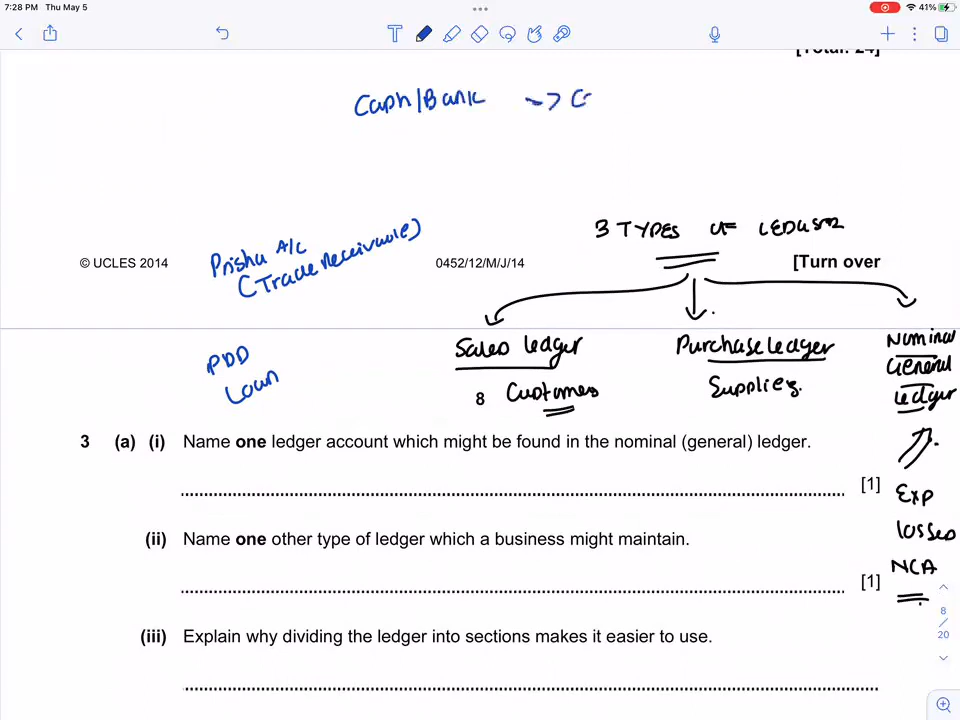 7:28 PM Thu May 5
41%
[Total: 24]
Cash/Bank → C
3 TYPES OF LEDGER
Prisha A/c
(Trade receivable)
© UCLES 2014
0452/12/M/J/14
[Turn over
Sales ledger
Purchase ledger
Nominal
General
ledger
PDD
Loan
8
Customes
Supplies
3 (a) (i) Name one ledger account which might be found in the nominal (general) ledger.
[1]
Exp
losses
(ii) Name one other type of ledger which a business might maintain.
[1]
NCA
8
/
20
(iii) Explain why dividing the ledger into sections makes it easier to use.